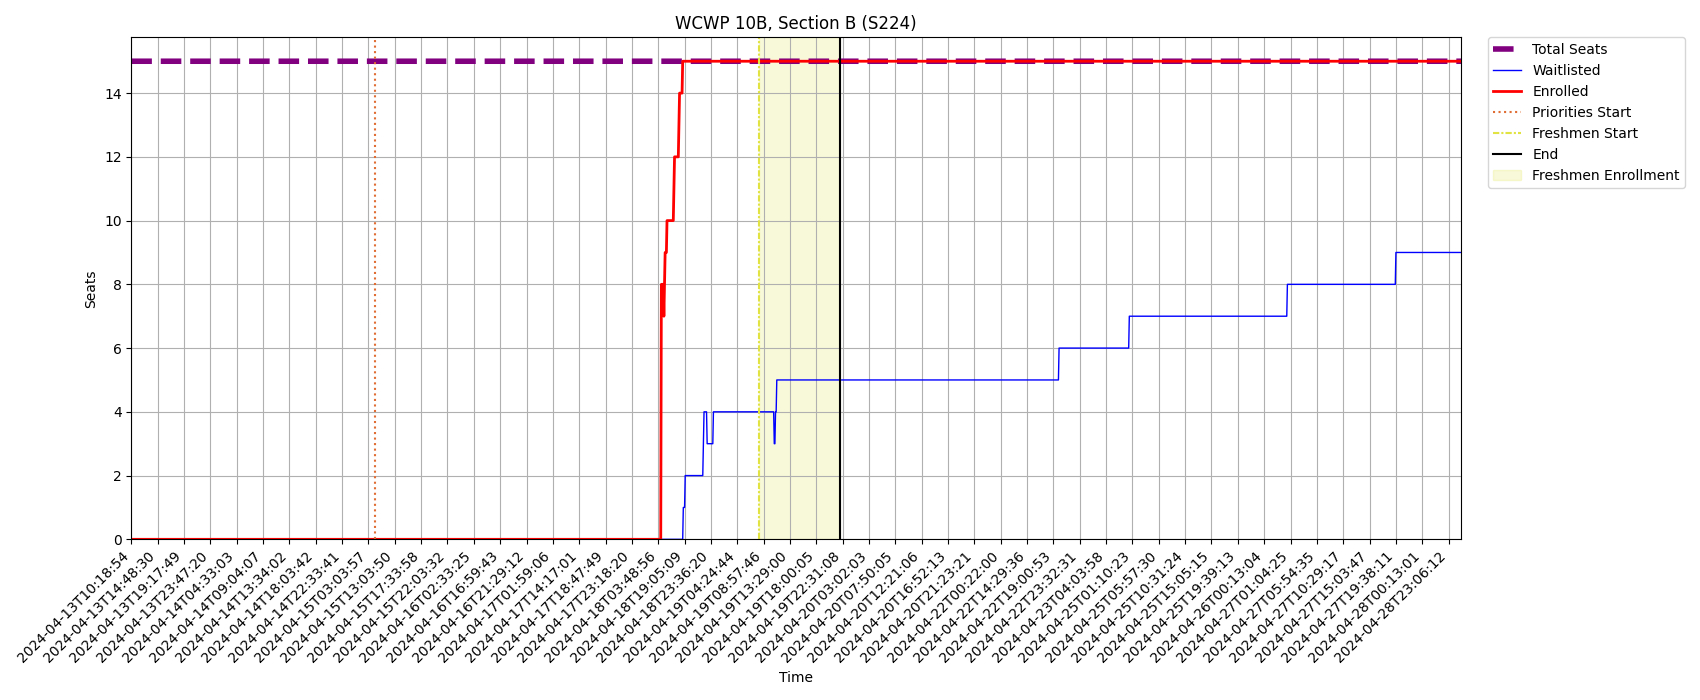 WCWP 10B, Section B (S224)
Total Seats
Waitlisted
Enrolled
Priorities Start
Freshmen Start
End
Freshmen Enrollment
Seats
14
12
10
8
6
4
2
0
2024-04-13T10:18:54
2024-04-13T14:48:30
2024-04-13T19:17:49
2024-04-13T23:47:20
2024-04-14T04:33:03
2024-04-14T09:04:07
2024-04-14T13:34:02
2024-04-14T18:03:42
2024-04-14T22:33:41
2024-04-15T03:03:57
2024-04-15T13:03:50
2024-04-15T17:33:58
2024-04-15T22:03:32
2024-04-16T02:33:25
2024-04-16T16:59:43
2024-04-16T21:29:12
2024-04-17T01:59:06
2024-04-17T14:17:01
2024-04-17T18:47:49
2024-04-17T23:18:20
2024-04-18T03:48:56
2024-04-18T19:05:09
2024-04-18T23:36:20
2024-04-19T04:24:44
2024-04-19T08:57:46
2024-04-19T13:29:00
2024-04-19T18:00:05
2024-04-19T22:31:08
2024-04-20T03:02:03
2024-04-20T07:50:05
2024-04-20T12:21:06
2024-04-20T16:52:13
2024-04-20T21:23:21
2024-04-22T00:22:00
2024-04-22T14:29:36
2024-04-22T19:00:53
2024-04-22T23:32:31
2024-04-23T04:03:58
2024-04-25T01:10:23
2024-04-25T05:57:30
2024-04-25T10:31:24
2024-04-25T15:05:15
2024-04-25T19:39:13
2024-04-26T00:13:04
2024-04-27T01:04:25
2024-04-27T05:54:35
2024-04-27T10:29:17
2024-04-27T15:03:47
2024-04-27T19:38:11
2024-04-28T00:13:01
2024-04-28T23:06:12
Time